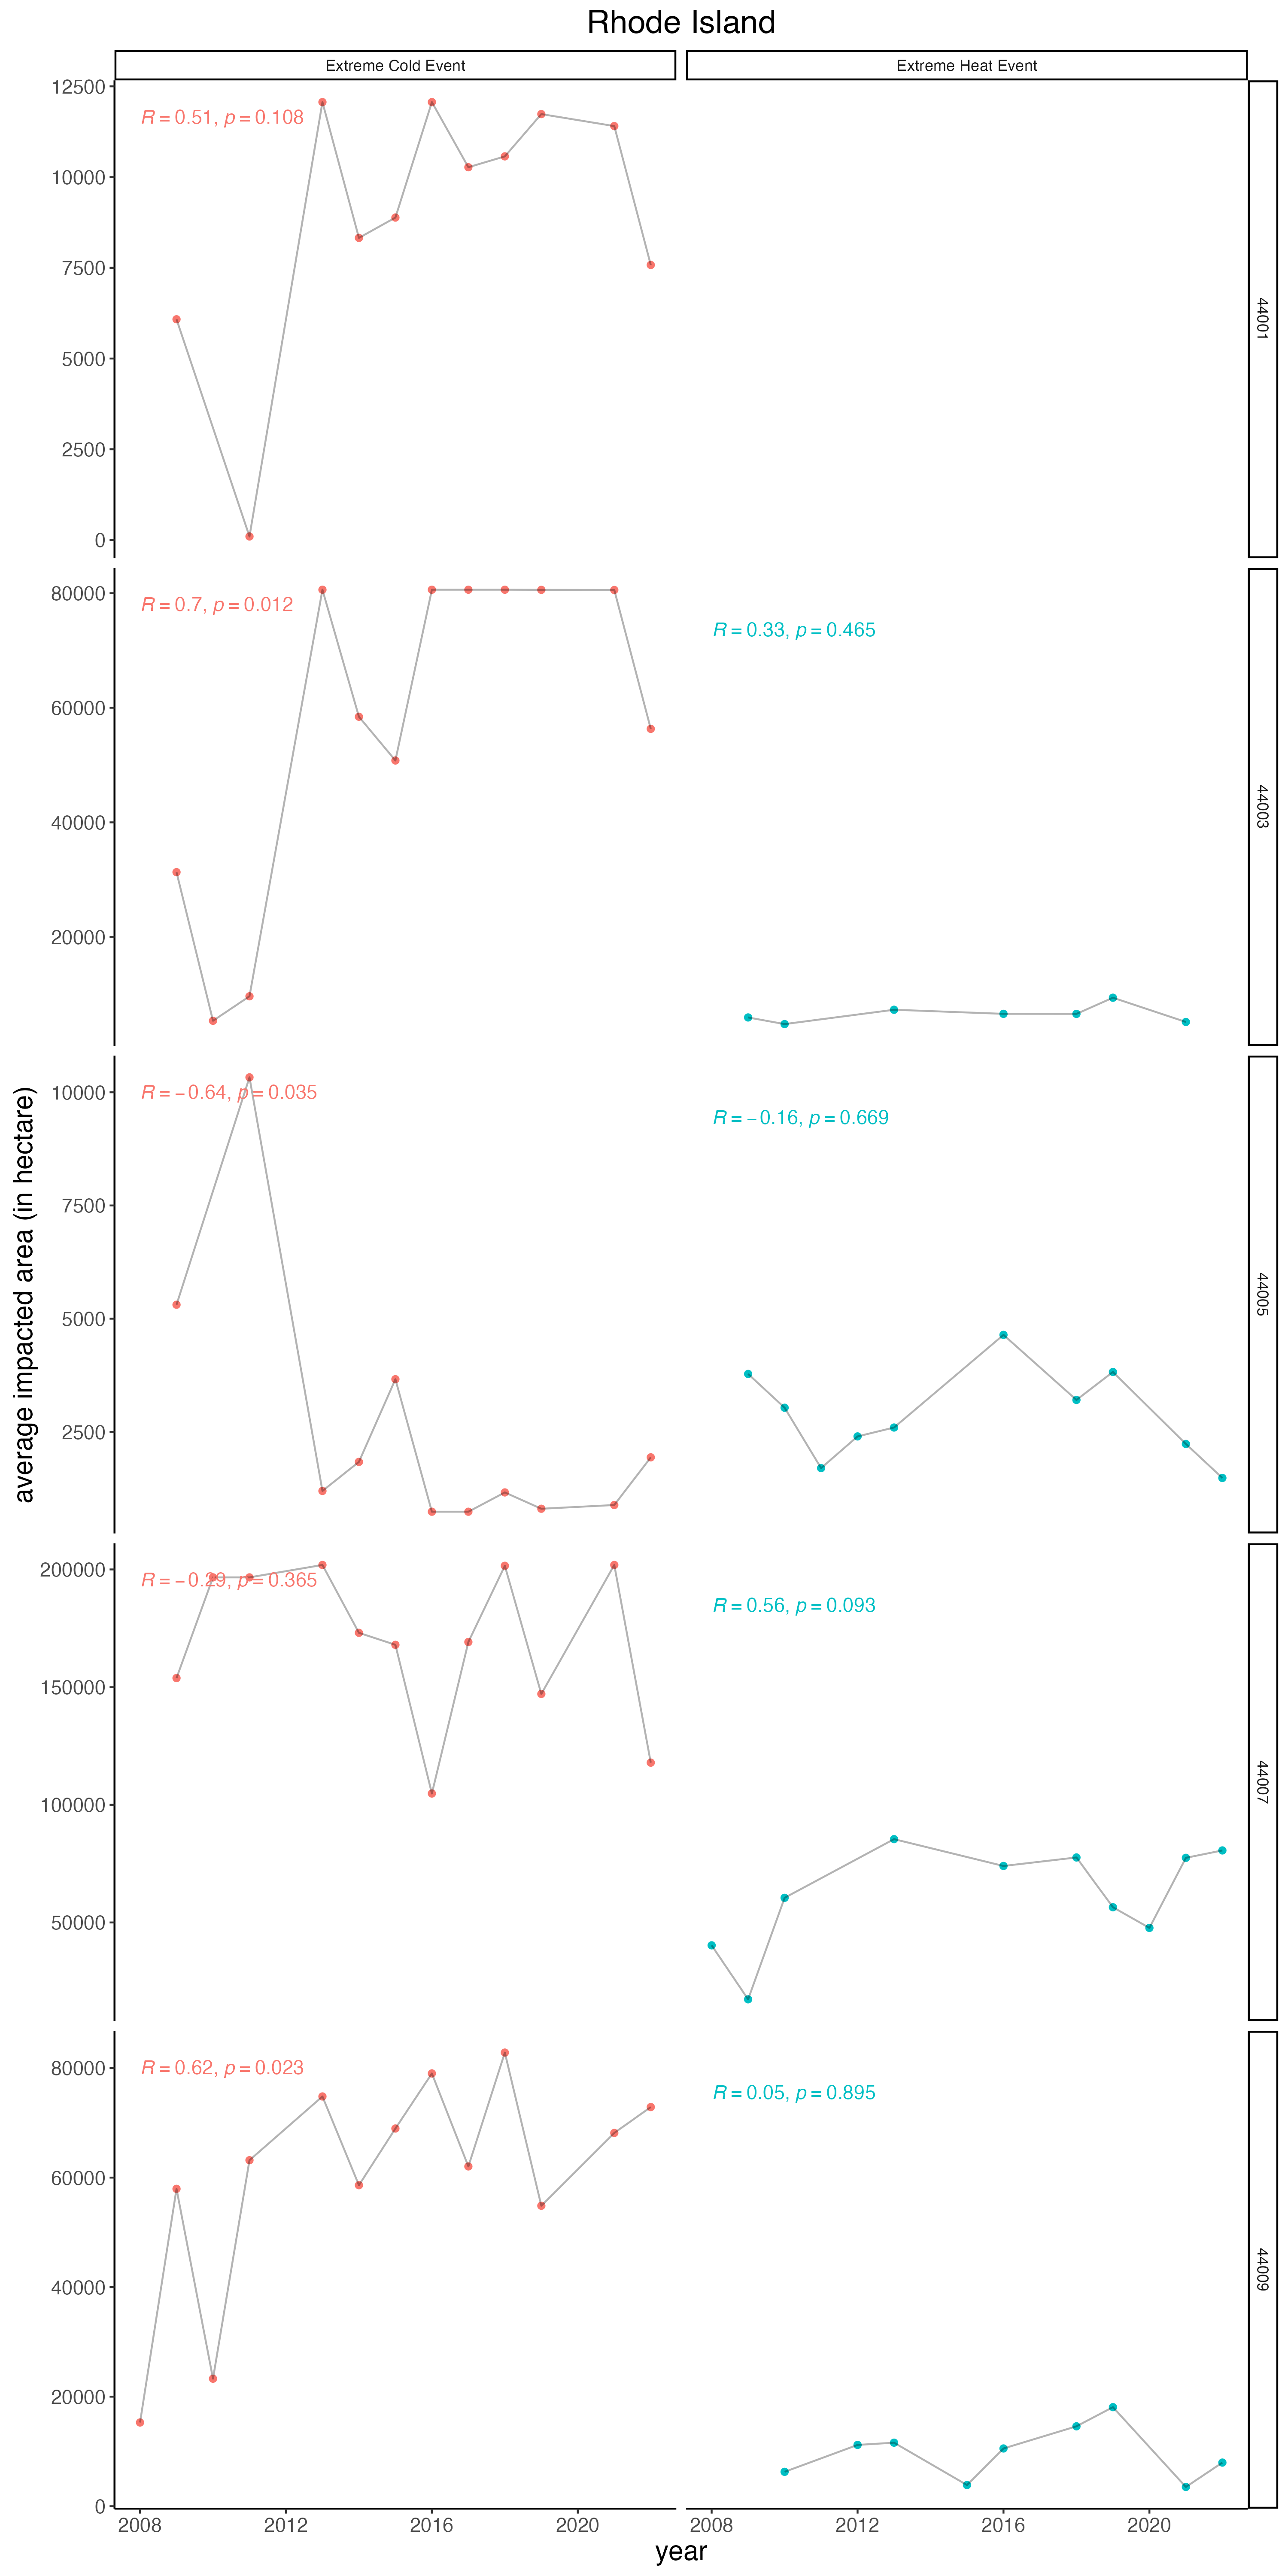 Rhode Island
Extreme Cold Event
Extreme Heat Event
12500
10000
7500
5000
2500
0
R = 0.51, p = 0.108
44001
80000
60000
40000
20000
R = 0.7, p = 0.012
R = 0.33, p = 0.465
44003
average impacted area (in hectare)
10000
7500
5000
2500
R = −0.64, p = 0.035
R = −0.16, p = 0.669
44005
200000
150000
100000
50000
R = −0.29, p = 0.365
R = 0.56, p = 0.093
44007
80000
60000
40000
20000
0
R = 0.62, p = 0.023
R = 0.05, p = 0.895
44009
2008 2012 2016 2020 2008 2012 2016 2020
year